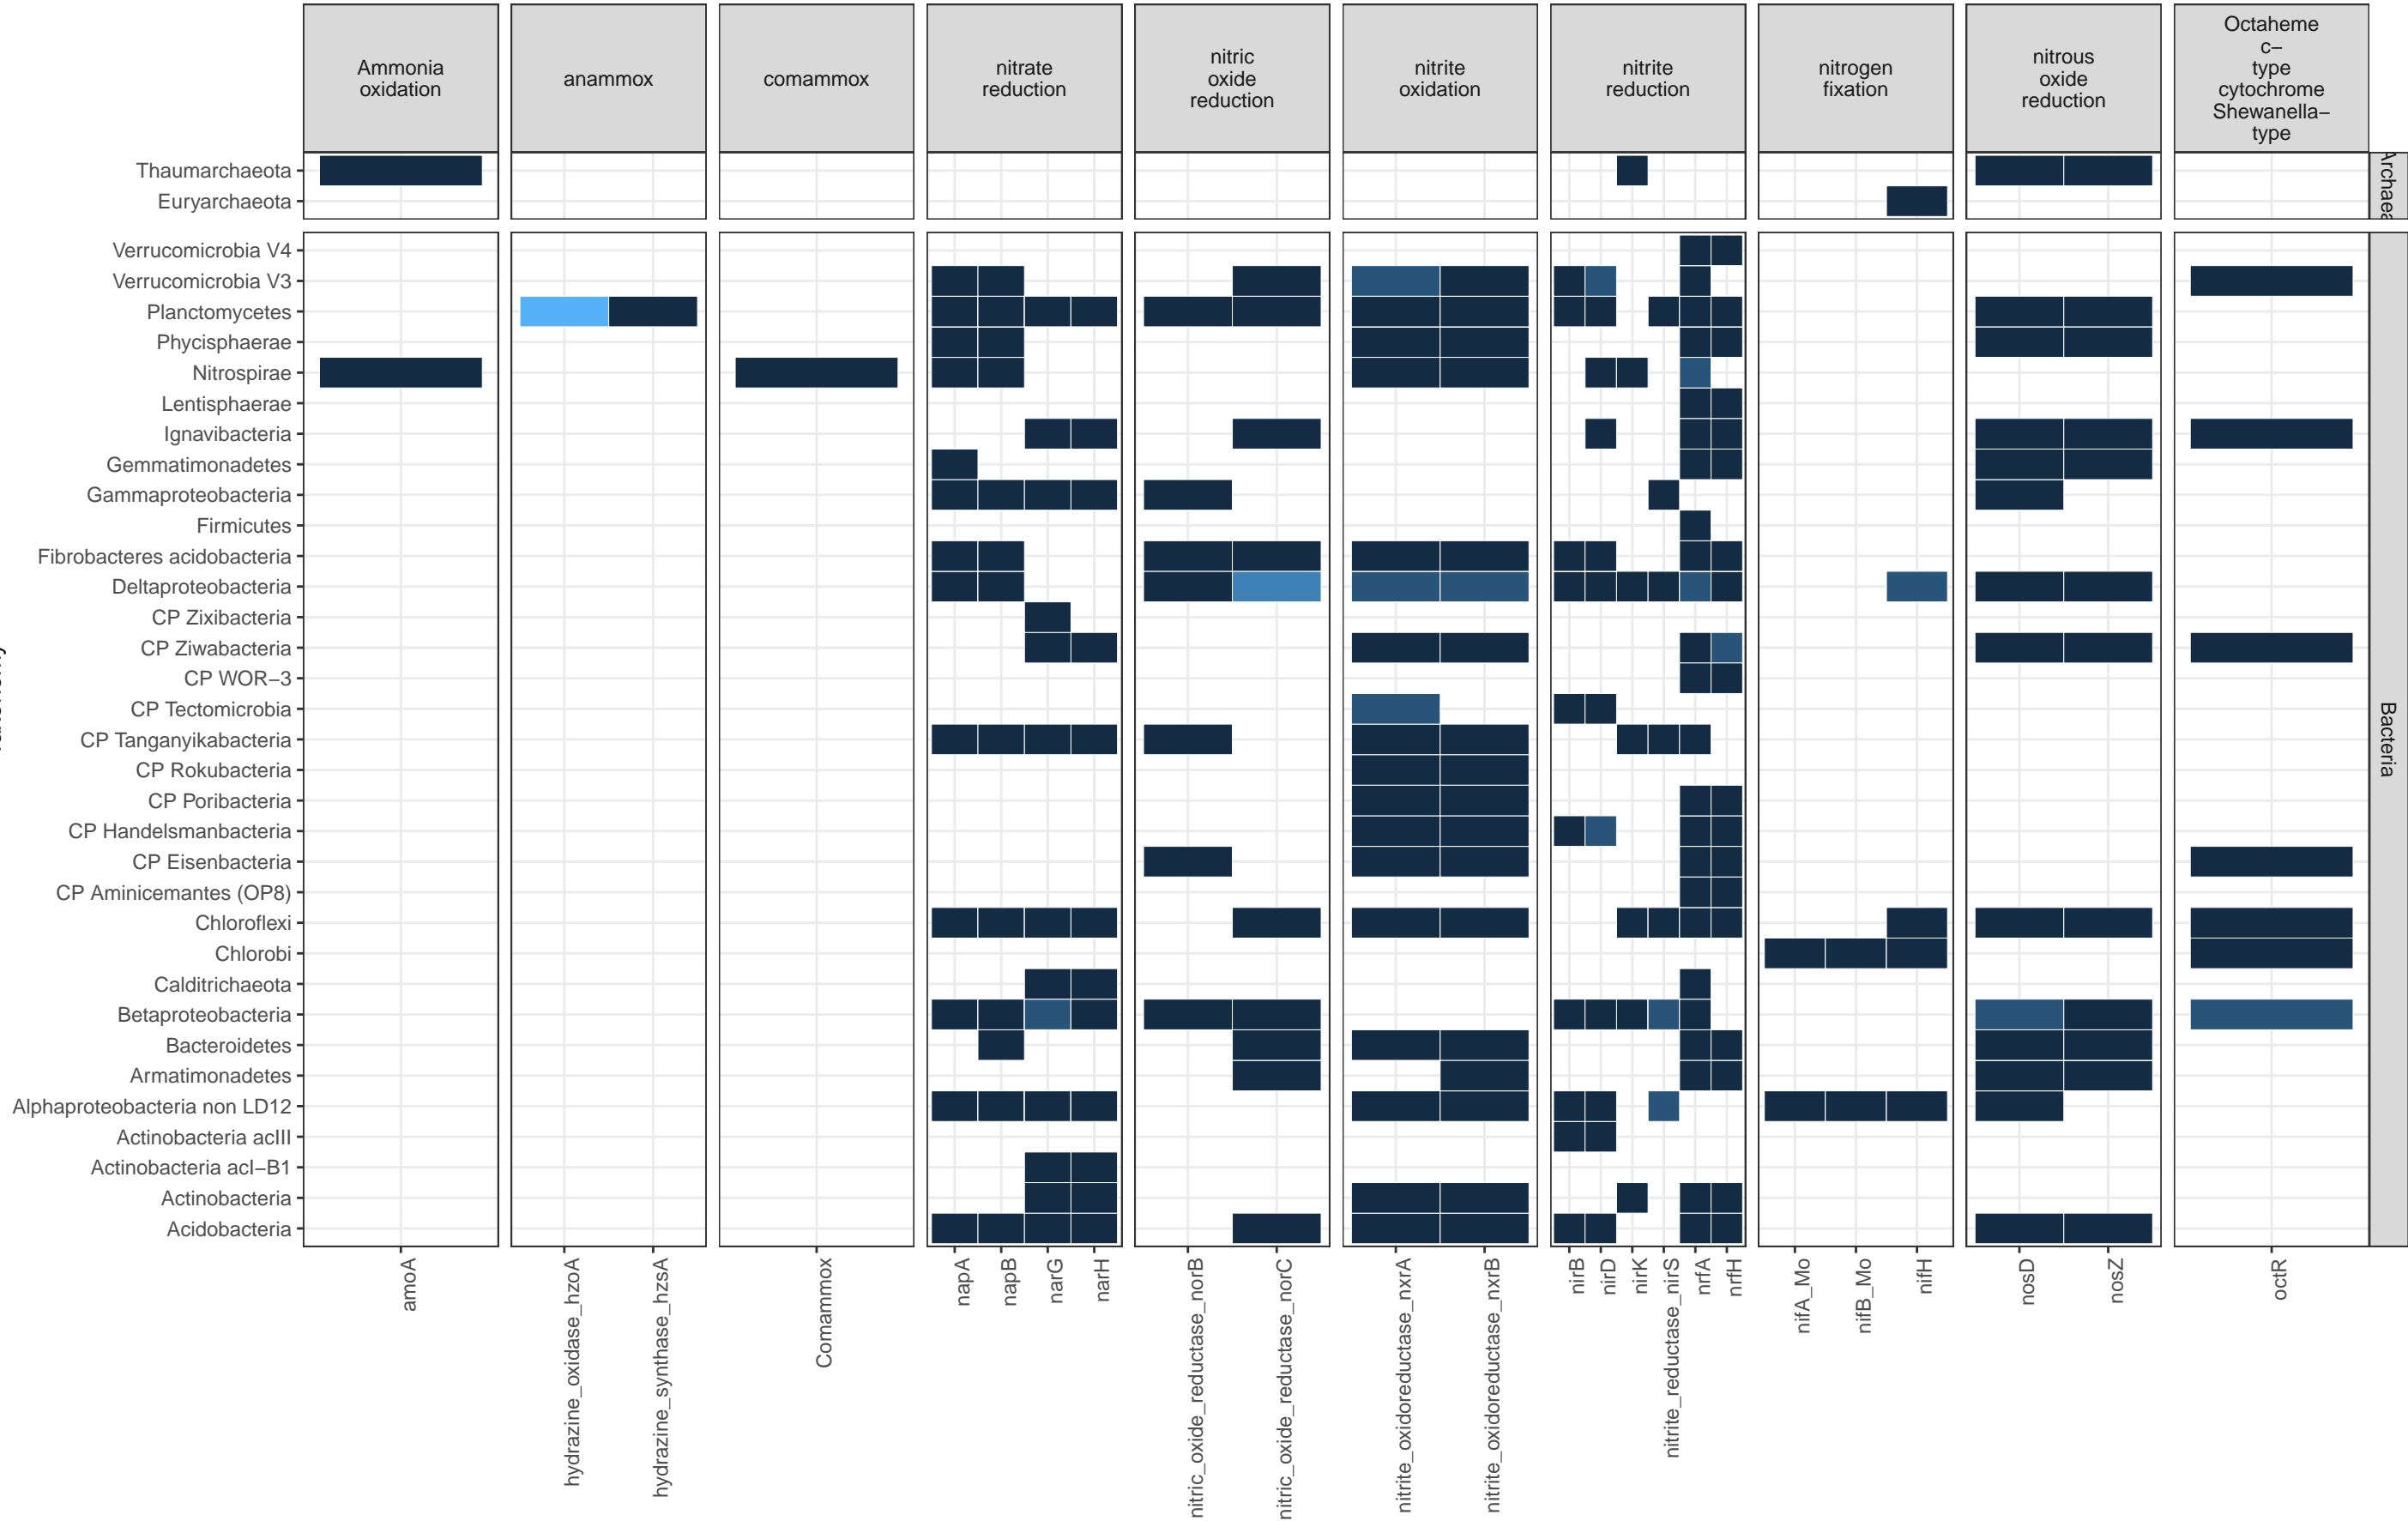 Ammonia
oxidation
anammox
comammox
nitrate
reduction
nitric
oxide
reduction
nitrite
oxidation
nitrite
reduction
nitrogen
fixation
nitrous
oxide
reduction
Octaheme
c–
type
cytochrome
Shewanella–
type
Thaumarchaeota
Euryarchaeota
Archaea
Verrucomicrobia V4
Verrucomicrobia V3
Planctomycetes
Phycisphaerae
Nitrospirae
Lentisphaerae
Ignavibacteria
Gemmatimonadetes
Gammaproteobacteria
Firmicutes
Fibrobacteres acidobacteria
Deltaproteobacteria
CP Zixibacteria
CP Ziwabacteria
CP WOR–3
CP Tectomicrobia
CP Tanganyikabacteria
CP Rokubacteria
CP Poribacteria
CP Handelsmanbacteria
CP Eisenbacteria
CP Aminicemantes (OP8)
Chloroflexi
Chlorobi
Calditrichaeota
Betaproteobacteria
Bacteroidetes
Armatimonadetes
Alphaproteobacteria non LD12
Actinobacteria acIII
Actinobacteria acI–B1
Actinobacteria
Acidobacteria
Bacteria
amoA
hydrazine_oxidase_hzoA
hydrazine_synthase_hzsA
Comammox
napA
napB
narG
narH
nitric_oxide_reductase_norB
nitric_oxide_reductase_norC
nitrite_oxidoreductase_nxrA
nitrite_oxidoreductase_nxrB
nirB
nirD
nirK
nitrite_reductase_nirS
nrfA
nrfH
nifA_Mo
nifB_Mo
nifH
nosD
nosZ
octR